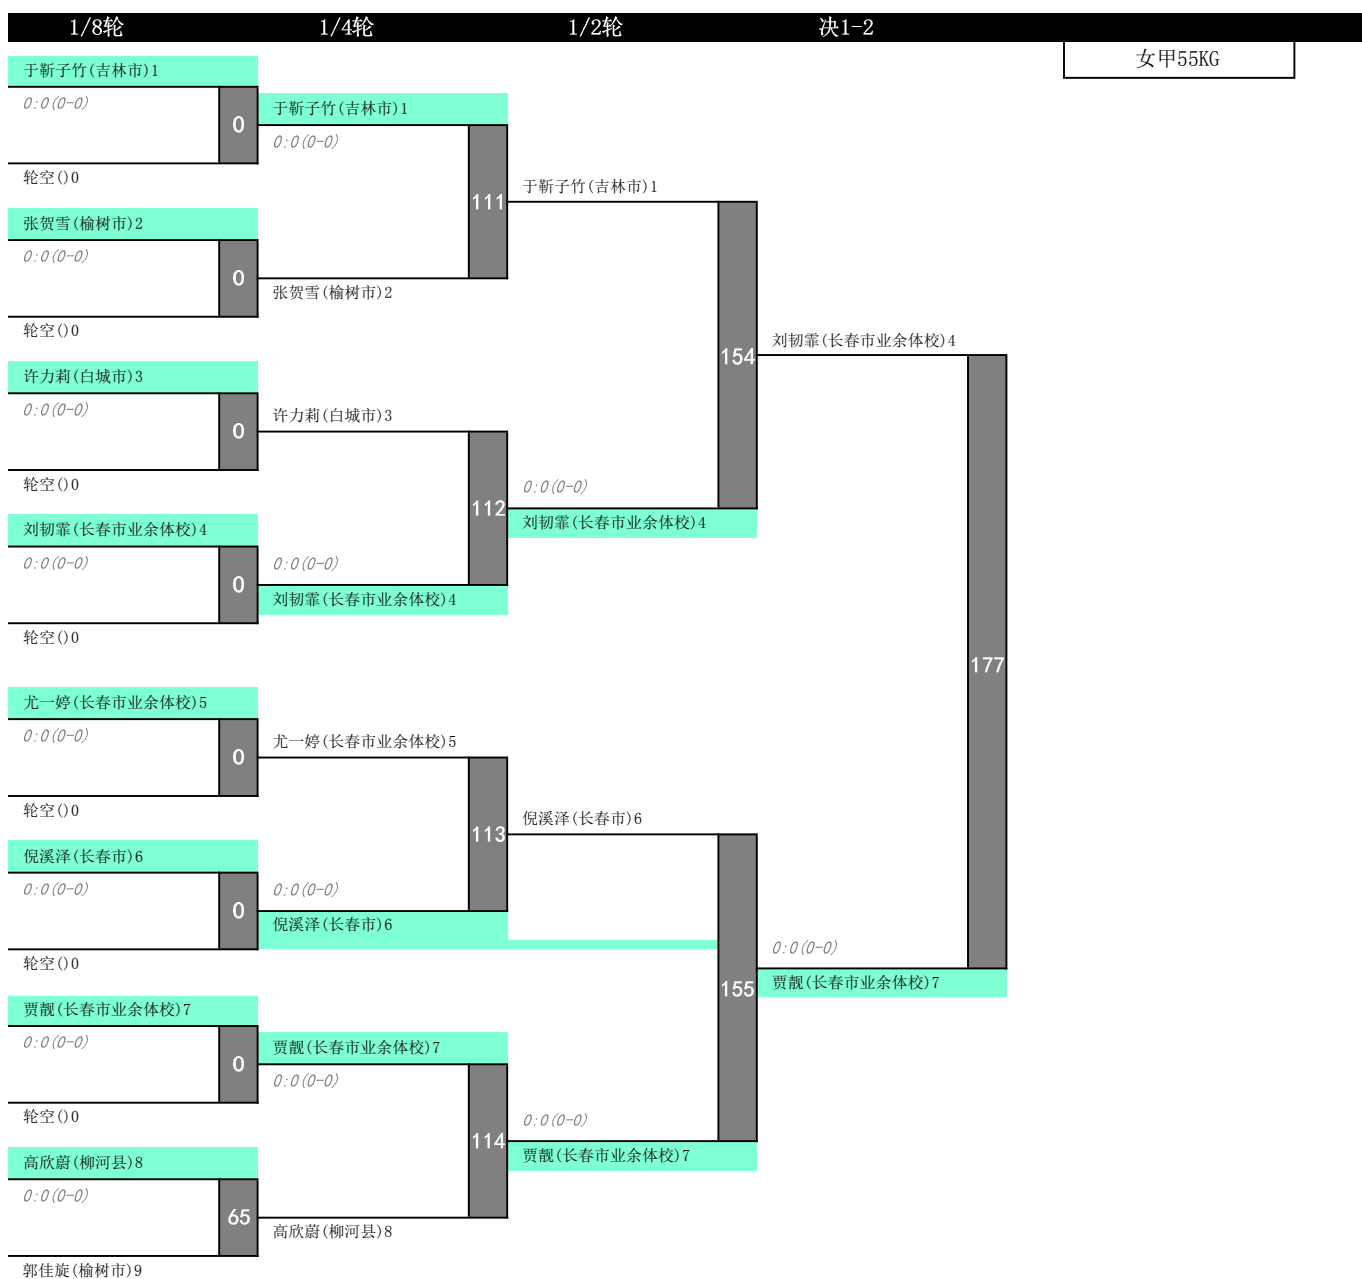 1/8轮
1/4轮
1/2轮
决1-2
女甲55KG
于靳子竹(吉林市)1
0:0(0-0)
0
轮空()0
张贺雪(榆树市)2
0:0(0-0)
0
轮空()0
许力莉(白城市)3
0:0(0-0)
0
轮空()0
刘韧霏(长春市业余体校)4
0:0(0-0)
0
轮空()0
尤一婷(长春市业余体校)5
0:0(0-0)
0
轮空()0
倪溪泽(长春市)6
0:0(0-0)
0
轮空()0
贾靓(长春市业余体校)7
0:0(0-0)
0
轮空()0
高欣蔚(柳河县)8
0:0(0-0)
65
郭佳旋(榆树市)9
于靳子竹(吉林市)1
0:0(0-0)
111
张贺雪(榆树市)2
许力莉(白城市)3
112
0:0(0-0)
刘韧霏(长春市业余体校)4
尤一婷(长春市业余体校)5
113
0:0(0-0)
倪溪泽(长春市)6
贾靓(长春市业余体校)7
0:0(0-0)
114
高欣蔚(柳河县)8
于靳子竹(吉林市)1
154
0:0(0-0)
刘韧霏(长春市业余体校)4
倪溪泽(长春市)6
155
0:0(0-0)
贾靓(长春市业余体校)7
刘韧霏(长春市业余体校)4
177
0:0(0-0)
贾靓(长春市业余体校)7